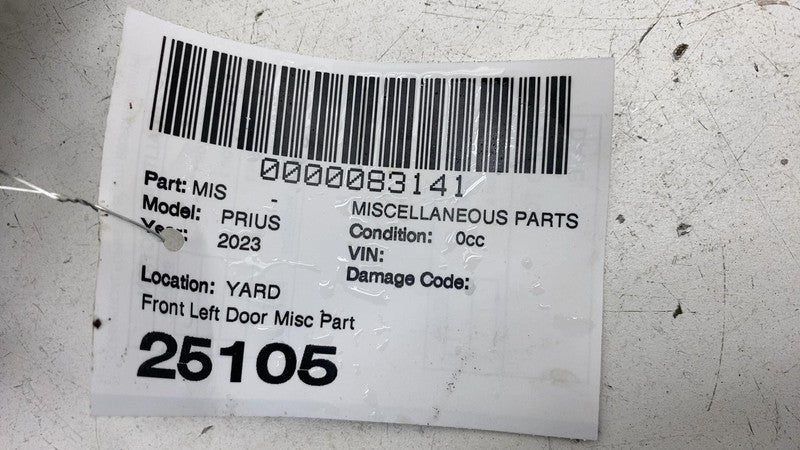 0000083141
Part: MIS - MISCELLANEOUS PARTS
Model: PRIUS Condition: 0cc
Year: 2023 VIN:
Damage Code:
Location: YARD
Front Left Door Misc Part
25105